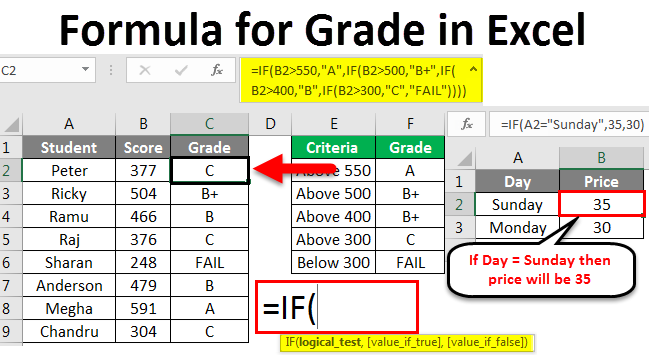 Formula for Grade in Excel
C2 fx =IF(B2>550,"A",IF(B2>500,"B+",IF(
B2>400,"B",IF(B2>300,"C","FAIL"))))
A B C D E F
1 Student Score Grade Criteria Grade
2 Peter 377 C Above 550 A
3 Ricky 504 B+ Above 500 B+
4 Ramu 466 B Above 400 B+
5 Raj 376 C Above 300 C
6 Sharan 248 FAIL Below 300 FAIL
7 Anderson 479 B
8 Megha 591 A
9 Chandru 304 C
=IF(
IF(logical_test, [value_if_true], [value_if_false])
fx =IF(A2="Sunday",35,30)
A B
1 Day Price
2 Sunday 35
3 Monday 30
If Day = Sunday then
price will be 35